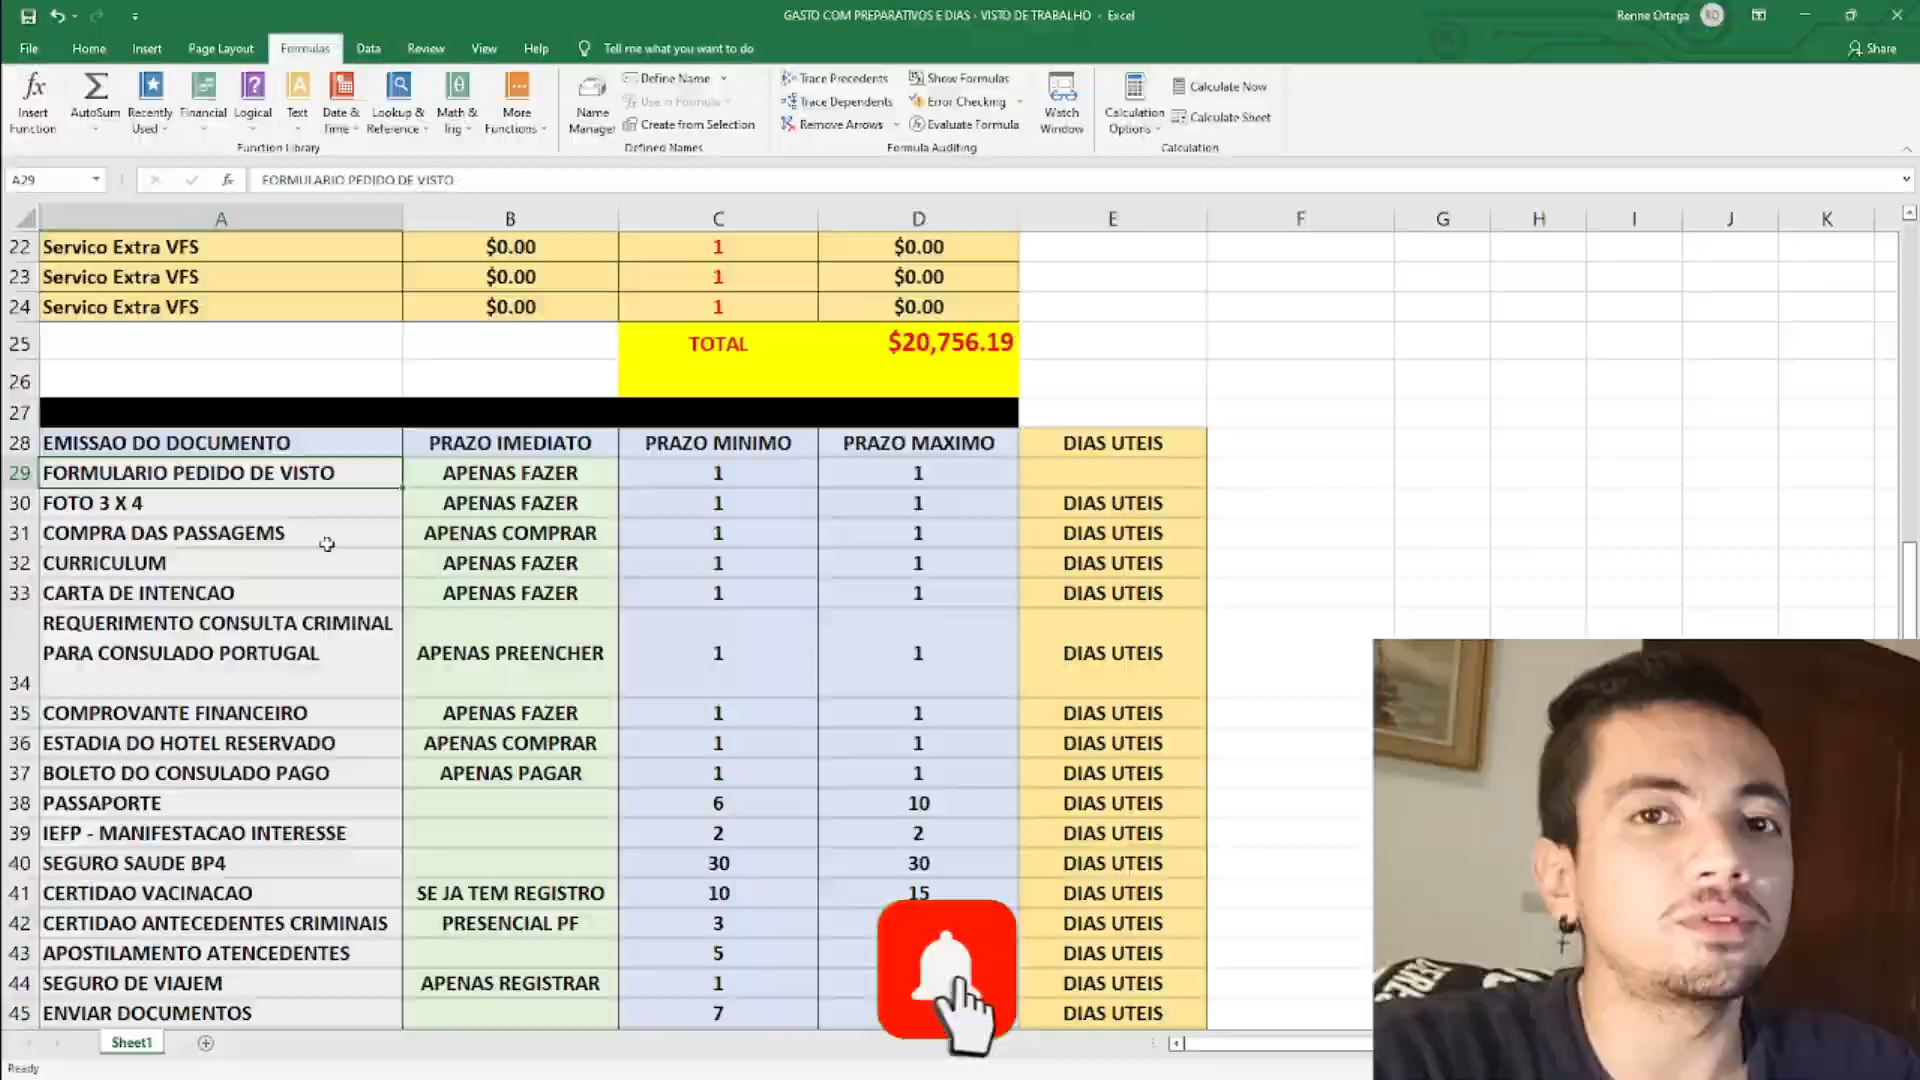 GASTO COM PREPARATIVOS E DIAS - VISTO DE TRABALHO - Excel
Renne Ortega
RO
File Home Insert Page Layout Formulas Data Review View Help Tell me what you want to do
Share
Insert Function
AutoSum
Recently Used
Financial
Logical
Text
Date & Time
Lookup & Reference
Math & Trig
More Functions
Function Library
Name Manager
Define Name
Use in Formula
Create from Selection
Defined Names
Trace Precedents
Trace Dependents
Remove Arrows
Show Formulas
Error Checking
Evaluate Formula
Formula Auditing
Watch Window
Calculation Options
Calculate Now
Calculate Sheet
Calculation
A29 fx FORMULARIO PEDIDO DE VISTO
A B C D E F G H I J K
22 Servico Extra VFS $0.00 1 $0.00
23 Servico Extra VFS $0.00 1 $0.00
24 Servico Extra VFS $0.00 1 $0.00
25 TOTAL $20,756.19
26
27
28 EMISSAO DO DOCUMENTO PRAZO IMEDIATO PRAZO MINIMO PRAZO MAXIMO DIAS UTEIS
29 FORMULARIO PEDIDO DE VISTO APENAS FAZER 1 1
30 FOTO 3 X 4 APENAS FAZER 1 1 DIAS UTEIS
31 COMPRA DAS PASSAGEMS APENAS COMPRAR 1 1 DIAS UTEIS
32 CURRICULUM APENAS FAZER 1 1 DIAS UTEIS
33 CARTA DE INTENCAO APENAS FAZER 1 1 DIAS UTEIS
REQUERIMENTO CONSULTA CRIMINAL
PARA CONSULADO PORTUGAL APENAS PREENCHER 1 1 DIAS UTEIS
34
35 COMPROVANTE FINANCEIRO APENAS FAZER 1 1 DIAS UTEIS
36 ESTADIA DO HOTEL RESERVADO APENAS COMPRAR 1 1 DIAS UTEIS
37 BOLETO DO CONSULADO PAGO APENAS PAGAR 1 1 DIAS UTEIS
38 PASSAPORTE 6 10 DIAS UTEIS
39 IEFP - MANIFESTACAO INTERESSE 2 2 DIAS UTEIS
40 SEGURO SAUDE BP4 30 30 DIAS UTEIS
41 CERTIDAO VACINACAO SE JA TEM REGISTRO 10 15 DIAS UTEIS
42 CERTIDAO ANTECEDENTES CRIMINAIS PRESENCIAL PF 3 DIAS UTEIS
43 APOSTILAMENTO ATENCEDENTES 5 DIAS UTEIS
44 SEGURO DE VIAJEM APENAS REGISTRAR 1 DIAS UTEIS
45 ENVIAR DOCUMENTOS 7 DIAS UTEIS
Sheet1
Ready